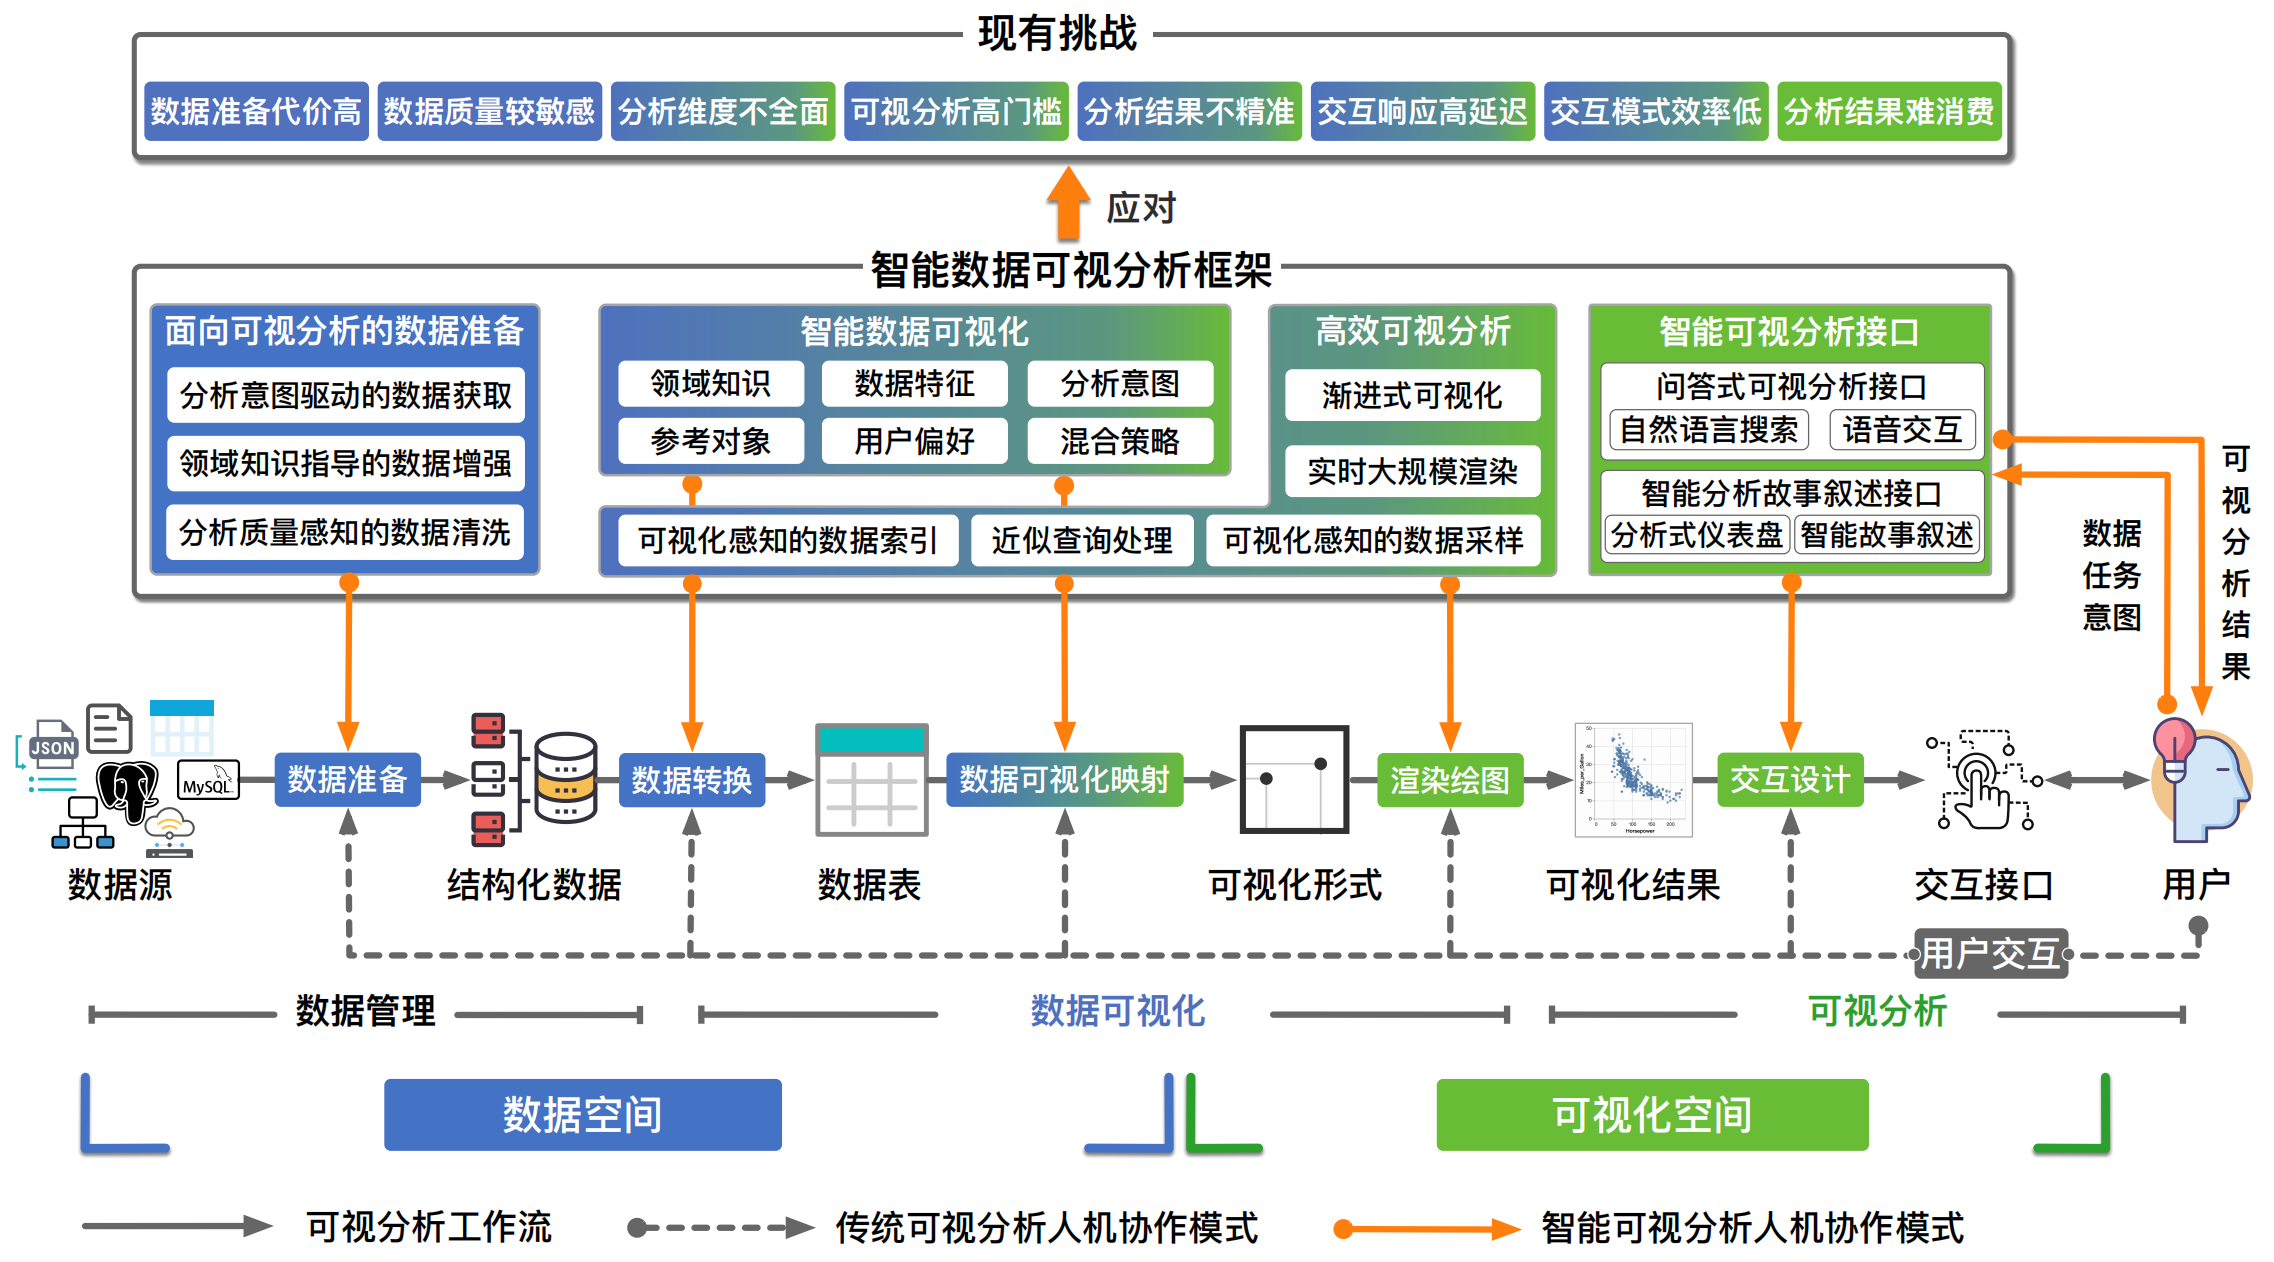 现有挑战
数据准备代价高
数据质量较敏感
分析维度不全面
可视分析高门槛
分析结果不精准
交互响应高延迟
交互模式效率低
分析结果难消费
应对
智能数据可视分析框架
面向可视分析的数据准备
分析意图驱动的数据获取
领域知识指导的数据增强
分析质量感知的数据清洗
智能数据可视化
领域知识
数据特征
分析意图
参考对象
用户偏好
混合策略
高效可视分析
渐进式可视化
实时大规模渲染
可视化感知的数据索引
近似查询处理
可视化感知的数据采样
智能可视分析接口
问答式可视分析接口
自然语言搜索
语音交互
智能分析故事叙述接口
分析式仪表盘
智能故事叙述
数据
任务
意图
可视分析结果
JSON
MySQL
数据准备
数据转换
数据可视化映射
渲染绘图
Miles_per_Gallon
50
40
30
20
10
0
0 50 100 150 200
Horsepower
交互设计
数据源
结构化数据
数据表
可视化形式
可视化结果
交互接口
用户
用户交互
数据管理
数据可视化
可视分析
数据空间
可视化空间
可视分析工作流
传统可视分析人机协作模式
智能可视分析人机协作模式